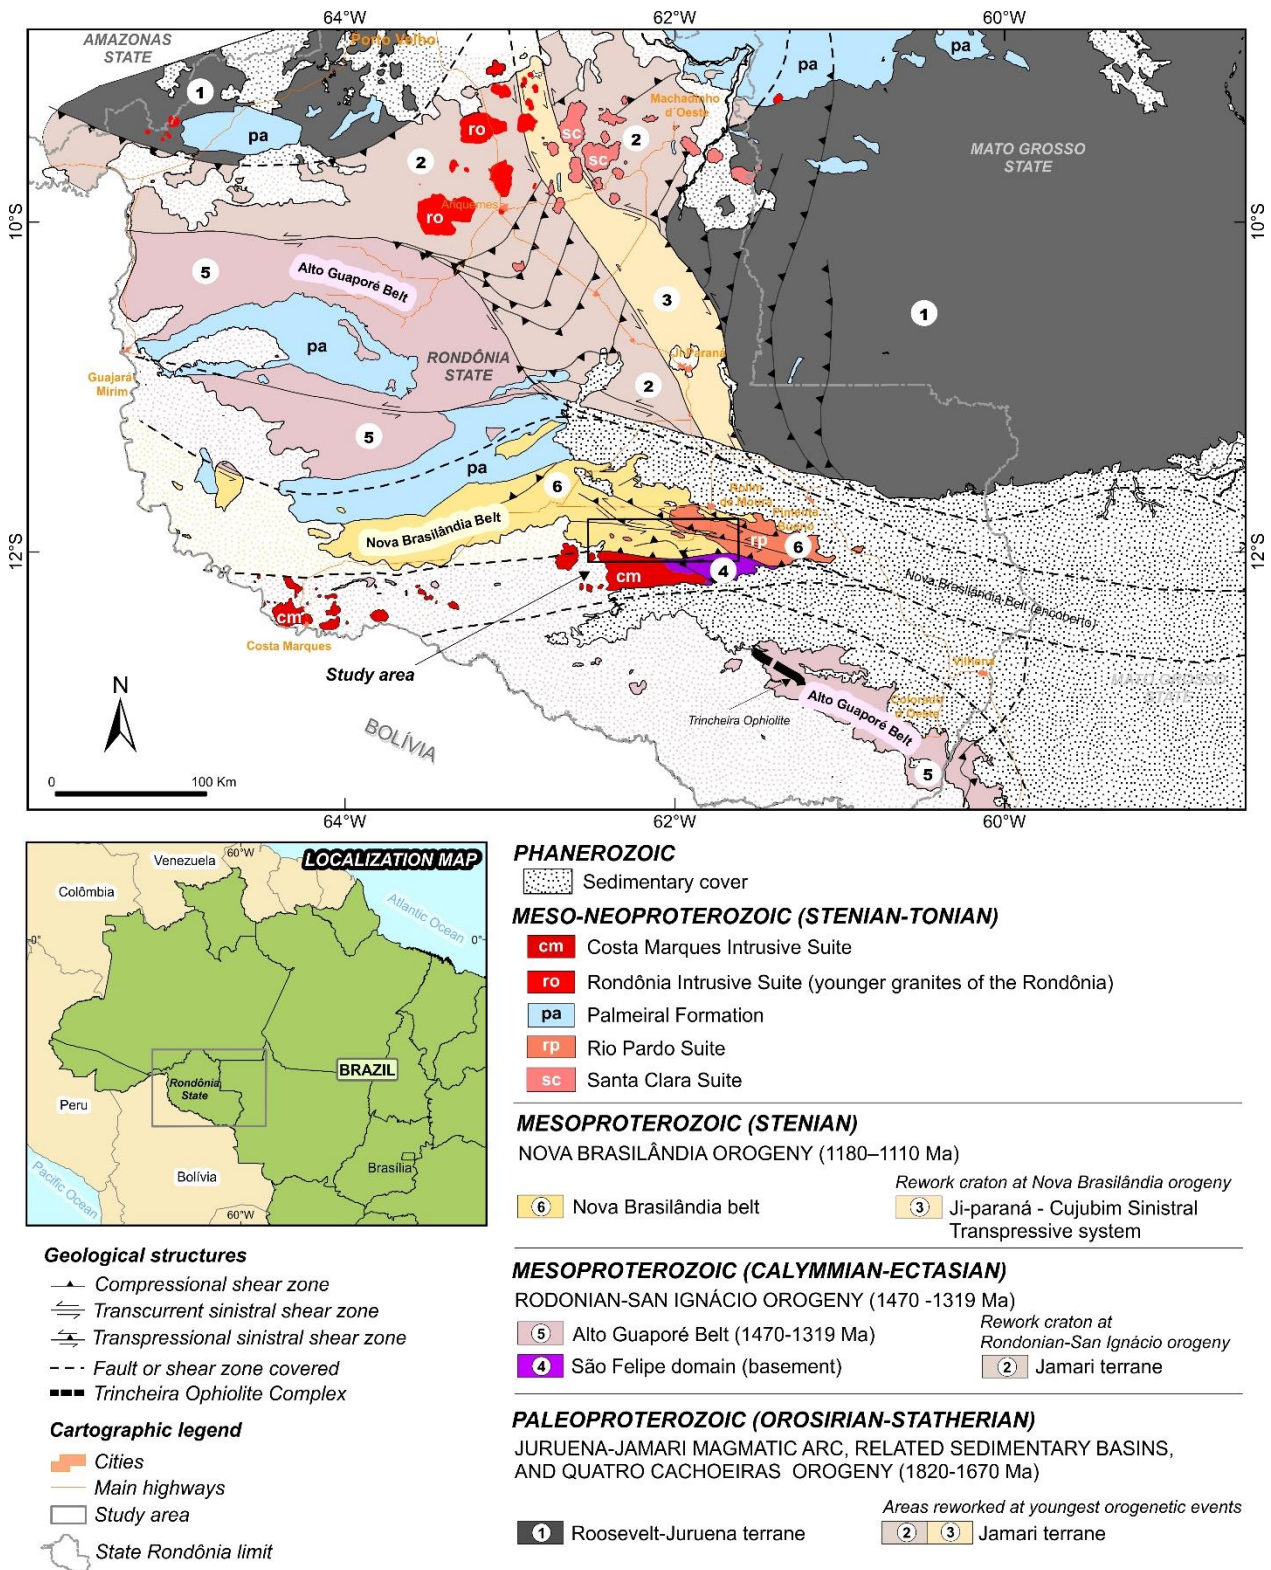 64°W
62°W
60°W
AMAZONAS
STATE
Porto Velho
pa
1
pa
pa
Machadinho
d´Oeste
ro
sc
2
MATO GROSSO
STATE
pa
2
sc
10°S
ro
Ariquemes
10°S
5
Alto Guaporé Belt
3
1
pa
RONDÔNIA
STATE
Ji-Paraná
Guajará
Mirim
2
5
pa
6
Rolim
de Moura
Pimenta
Bueno
Nova Brasilândia Belt
rp
6
12°S
12°S
cm
4
Nova Brasilândia Belt (encoberto)
cm
Costa Marques
Study area
Vilhena
MATO GROSSO
STATE
Colorado
d´Oeste
Alto Guaporé Belt
Trincheira Ophiolite
N
BOLÍVIA
5
0
100 Km
64°W
62°W
60°W
LOCALIZATION MAP
60°W
Venezuela
Colômbia
Atlantic Ocean
0°
0°
BRAZIL
Rondônia
State
Peru
Brasília
Bolívia
Pacific Ocean
60°W
Geological structures
Compressional shear zone
Transcurrent sinistral shear zone
Transpressional sinistral shear zone
Fault or shear zone covered
Trincheira Ophiolite Complex
Cartographic legend
Cities
Main highways
Study area
State Rondônia limit
PHANEROZOIC
Sedimentary cover
MESO-NEOPROTEROZOIC (STENIAN-TONIAN)
cm Costa Marques Intrusive Suite
ro Rondônia Intrusive Suite (younger granites of the Rondônia)
pa Palmeiral Formation
rp Rio Pardo Suite
sc Santa Clara Suite
MESOPROTEROZOIC (STENIAN)
NOVA BRASILÂNDIA OROGENY (1180–1110 Ma)
Rework craton at Nova Brasilândia orogeny
6 Nova Brasilândia belt
3 Ji-paraná - Cujubim Sinistral
Transpressive system
MESOPROTEROZOIC (CALYMMIAN-ECTASIAN)
RODONIAN-SAN IGNÁCIO OROGENY (1470 -1319 Ma)
5 Alto Guaporé Belt (1470-1319 Ma)
4 São Felipe domain (basement)
Rework craton at
Rondonian-San Ignácio orogeny
2 Jamari terrane
PALEOPROTEROZOIC (OROSIRIAN-STATHERIAN)
JURUENA-JAMARI MAGMATIC ARC, RELATED SEDIMENTARY BASINS,
AND QUATRO CACHOEIRAS OROGENY (1820-1670 Ma)
Areas reworked at youngest orogenetic events
1 Roosevelt-Juruena terrane
2 3 Jamari terrane